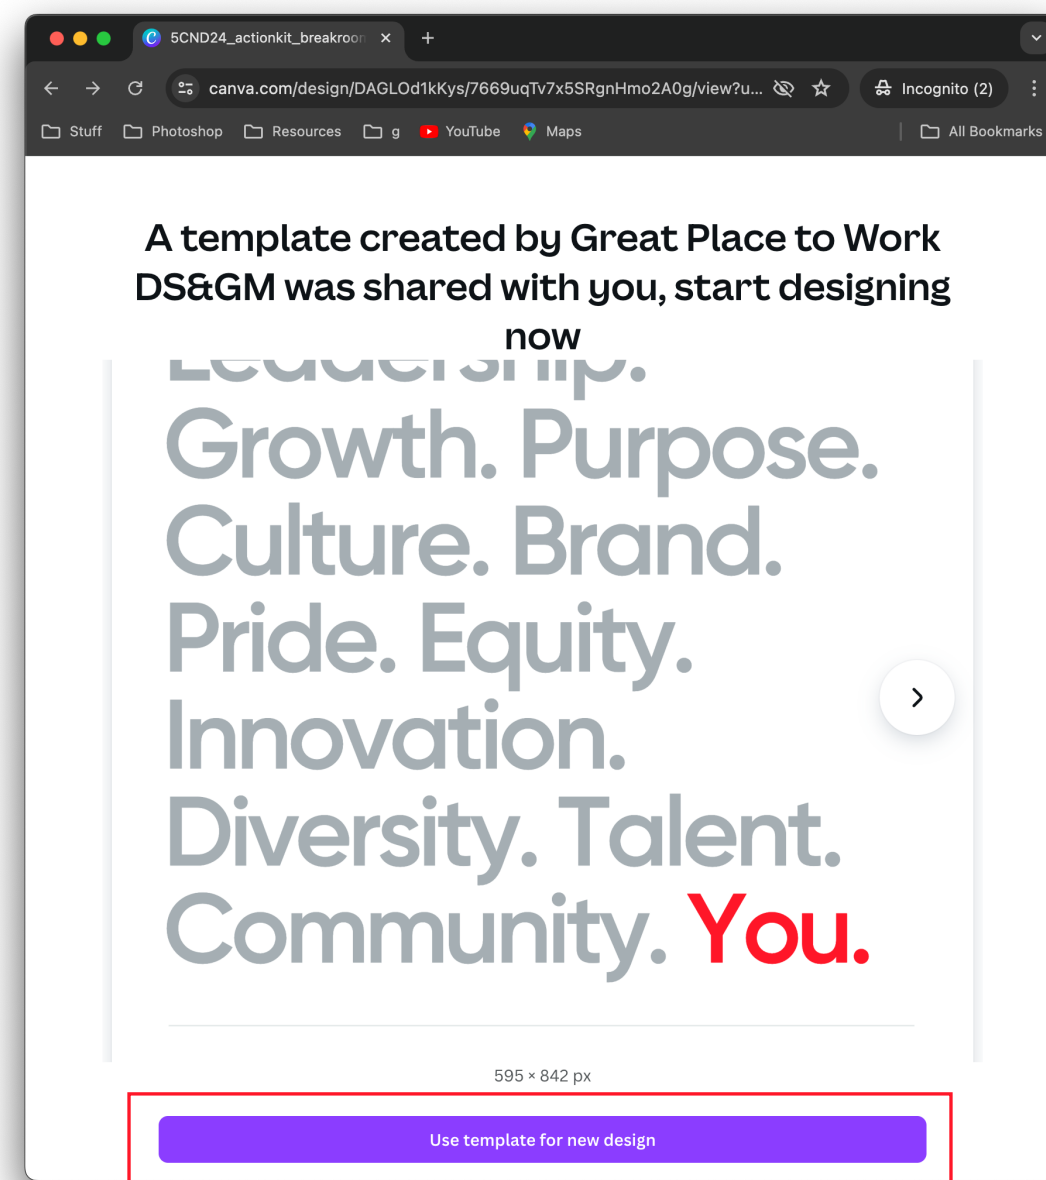 5CND24_actionkit_breakroom
canva.com/design/DAGLOd1kKys/7669uqTv7x5SRgnHmo2A0g/view?u...
Incognito (2)
Stuff
Photoshop
Resources
g
YouTube
Maps
All Bookmarks
A template created by Great Place to Work
DS&GM was shared with you, start designing
now
Leadership.
Growth. Purpose.
Culture. Brand.
Pride. Equity.
Innovation.
Diversity. Talent.
Community. You.
595 × 842 px
Use template for new design